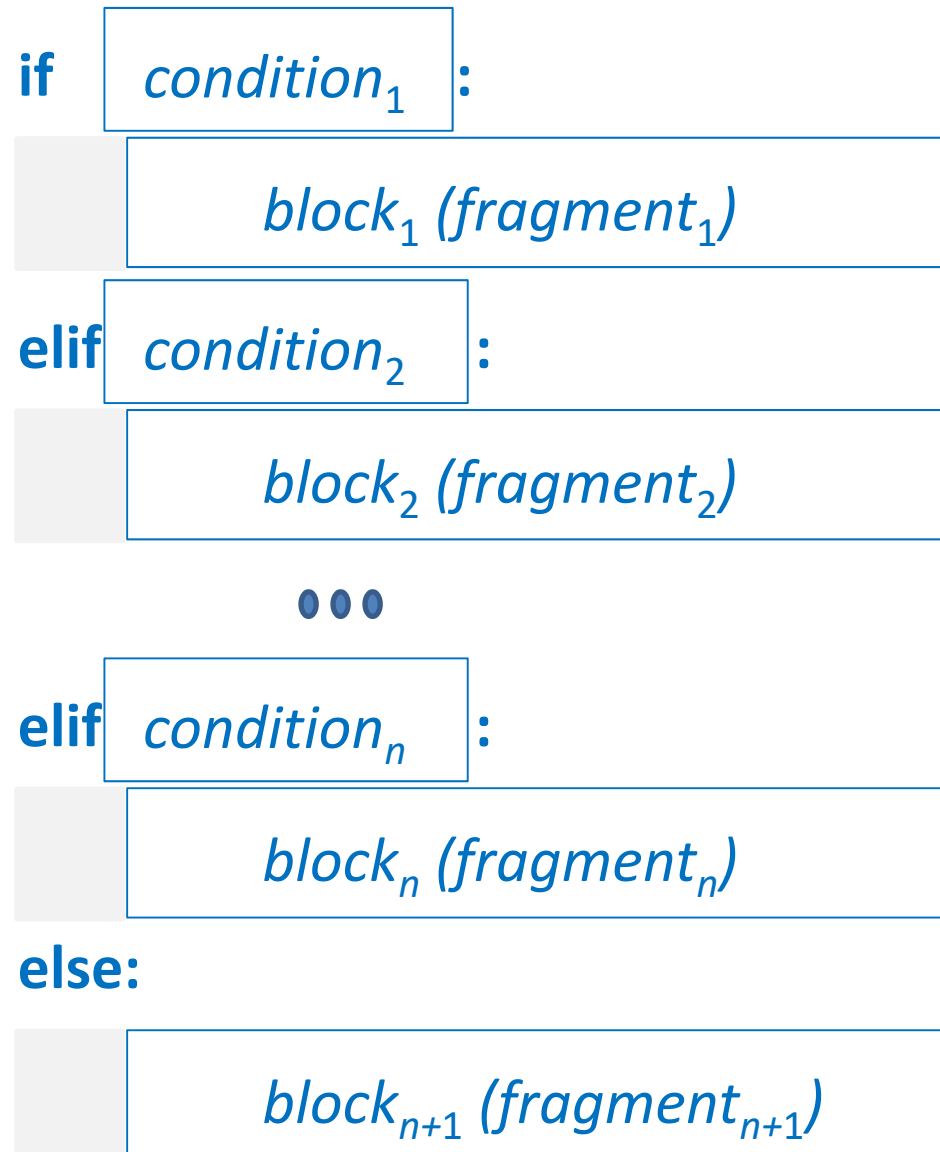 if condition₁ :
block₁ (fragment₁)
elif condition₂ :
block₂ (fragment₂)
elif conditionₙ :
blockₙ (fragmentₙ)
else:
blockₙ₊₁ (fragmentₙ₊₁)